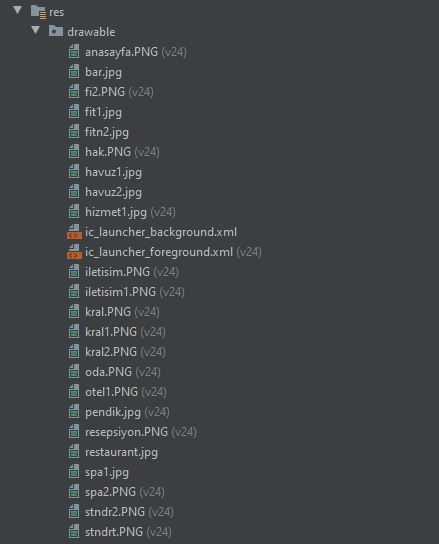 res
drawable
anasayfa.PNG (v24)
bar.jpg
fi2.PNG (v24)
fit1.jpg
fitn2.jpg
hak.PNG (v24)
havuz1.jpg
havuz2.jpg
hizmet1.jpg (v24)
ic_launcher_background.xml
ic_launcher_foreground.xml (v24)
iletisim.PNG (v24)
iletisim1.PNG (v24)
kral.PNG (v24)
kral1.PNG (v24)
kral2.PNG (v24)
oda.PNG (v24)
otel1.PNG (v24)
pendik.jpg (v24)
resepsiyon.PNG (v24)
restaurant.jpg
spa1.jpg
spa2.PNG (v24)
stndr2.PNG (v24)
stndrt.PNG (v24)